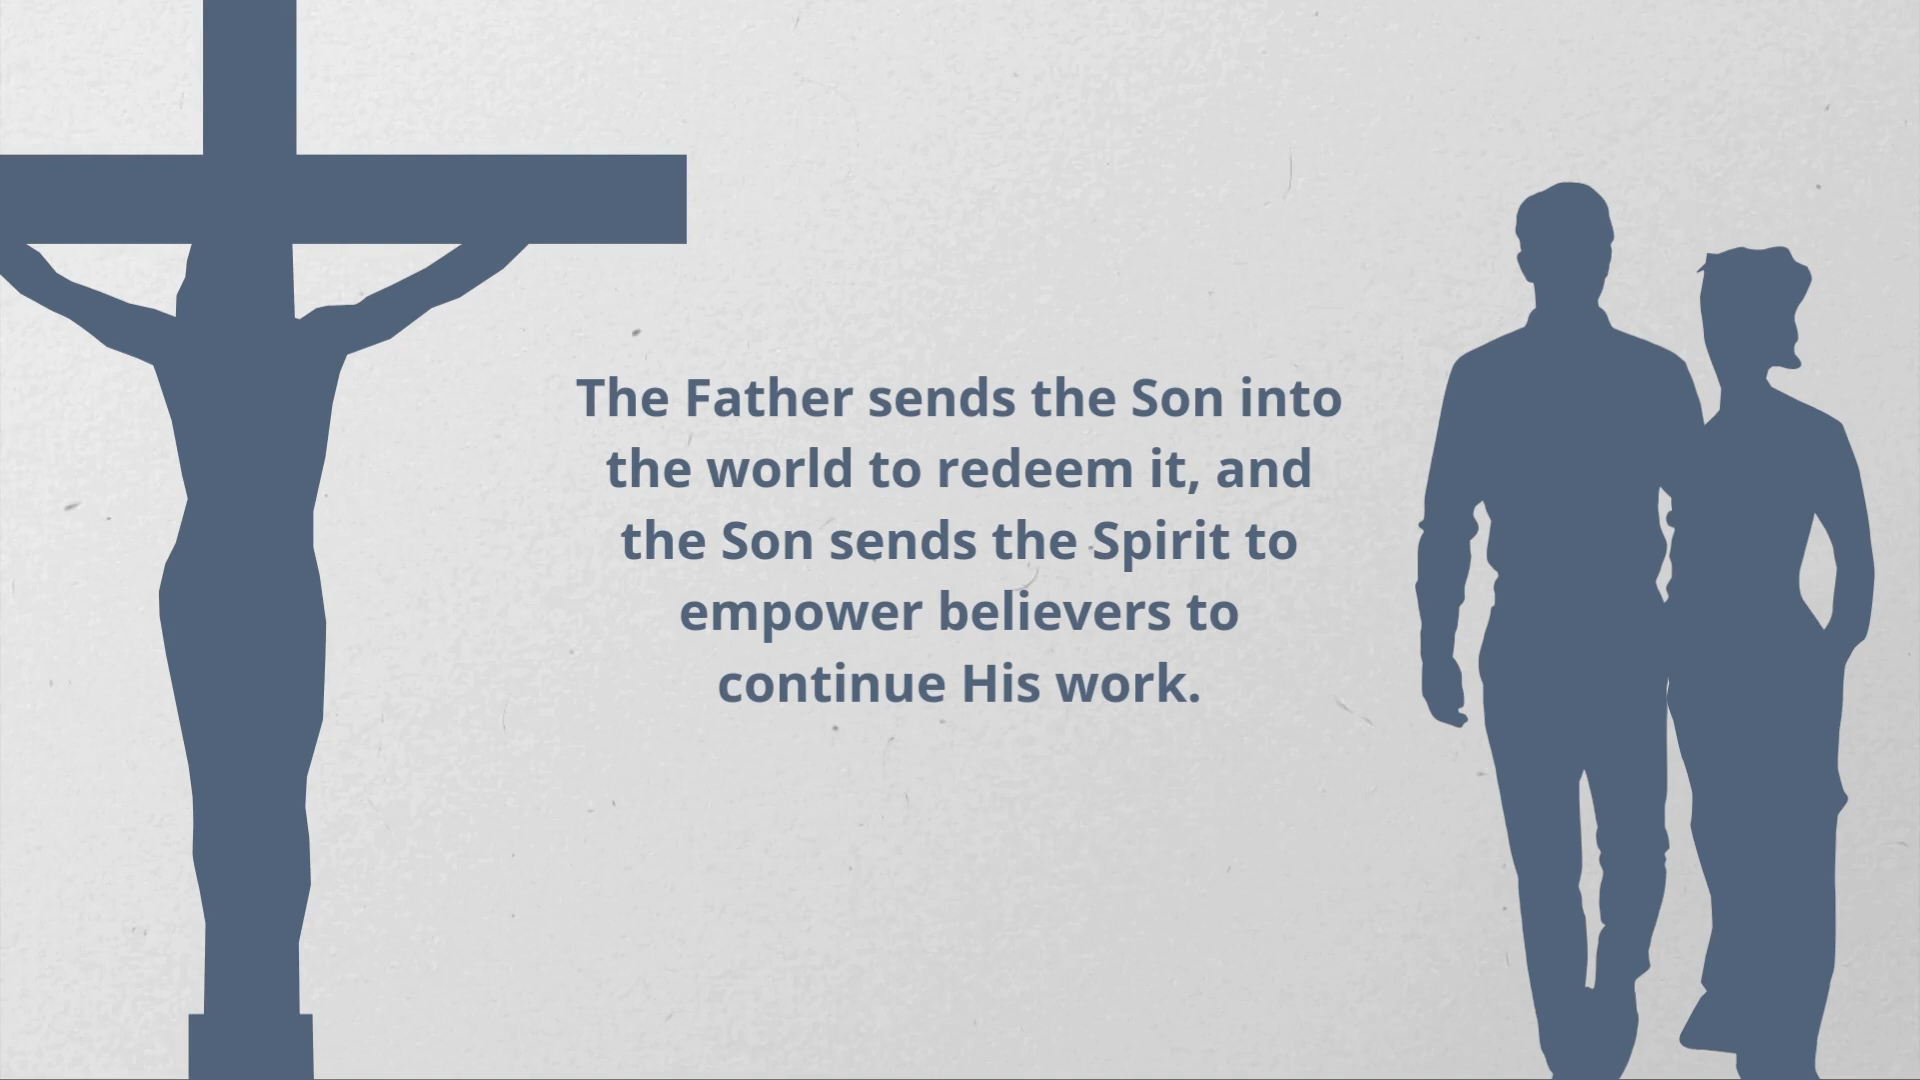 The Father sends the Son into
the world to redeem it, and
the Son sends the Spirit to
empower believers to
continue His work.